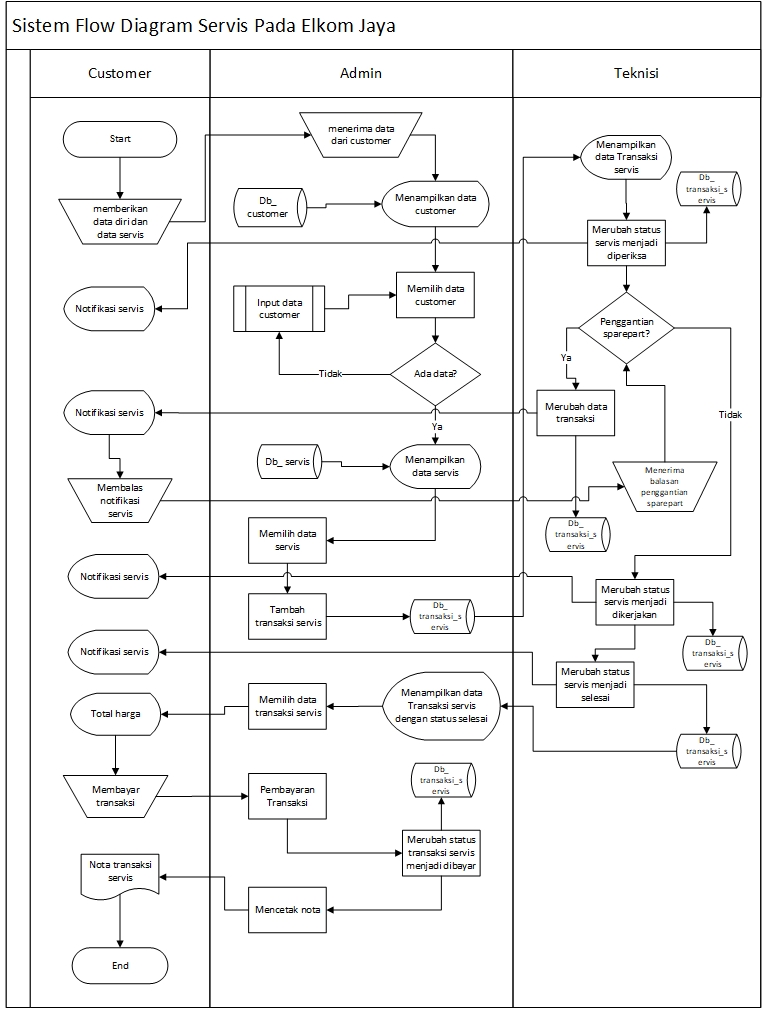 Sistem Flow Diagram Servis Pada Elkom Jaya
Customer
Admin
Teknisi
Start
memberikan
data diri dan
data servis
menerima data
dari customer
Db_
customer
Menampilkan data
customer
Menampilkan
data Transaksi
servis
Db_
transaksi_s
ervis
Merubah status
servis menjadi
diperiksa
Notifikasi servis
Input data
customer
Memilih data
customer
Penggantian
sparepart?
Ya
Tidak
Ada data?
Tidak
Ya
Notifikasi servis
Merubah data
transaksi
Membalas
notifikasi
servis
Db_ servis
Menampilkan
data servis
Menerima
balasan
penggantian
sparepart
Db_
transaksi_s
ervis
Memilih data
servis
Notifikasi servis
Tambah
transaksi servis
Db_
transaksi_s
ervis
Merubah status
servis menjadi
dikerjakan
Db_
transaksi_s
ervis
Notifikasi servis
Merubah status
servis menjadi
selesai
Total harga
Memilih data
transaksi servis
Menampilkan data
Transaksi servis
dengan status selesai
Db_
transaksi_s
ervis
Membayar
transaksi
Pembayaran
Transaksi
Db_
transaksi_s
ervis
Merubah status
transaksi servis
menjadi dibayar
Nota transaksi
servis
Mencetak nota
End